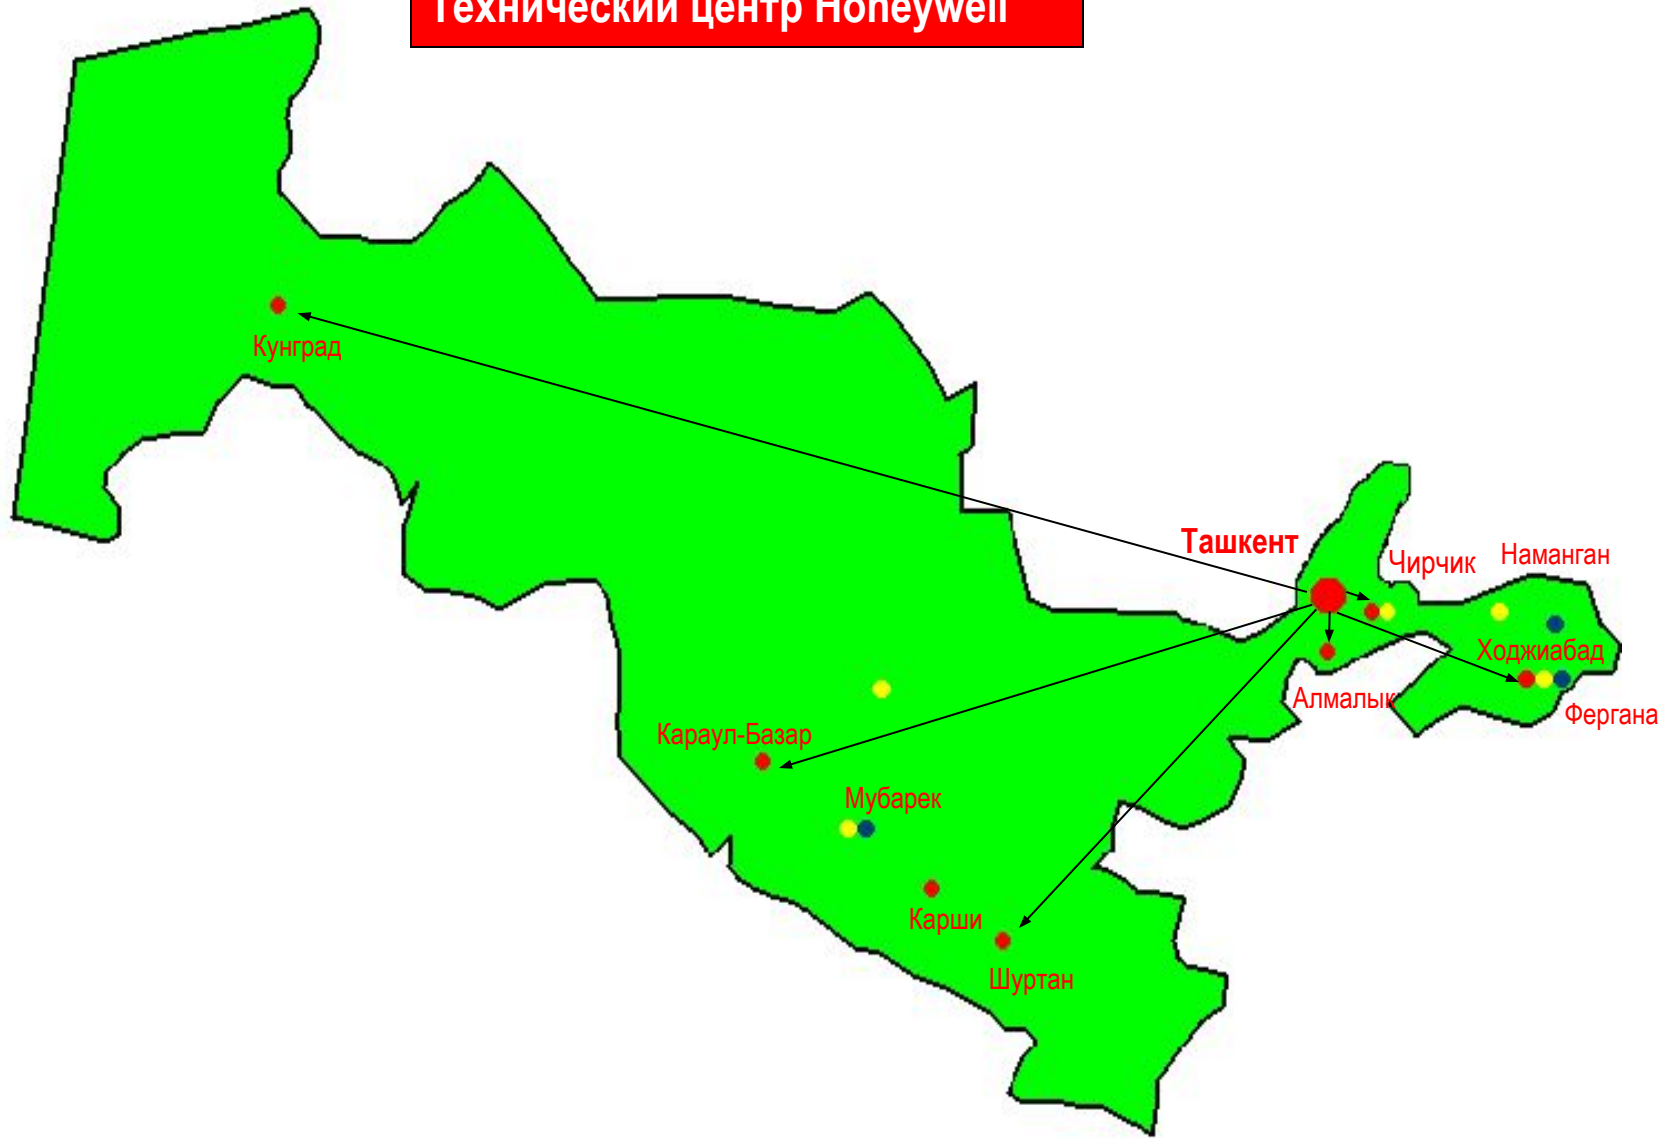 Технический центр Honeywell
Кунград
Ташкент
Чирчик
Наманган
Ходжиабад
Алмалык
Фергана
Караул-Базар
Мубарек
Карши
Шуртан